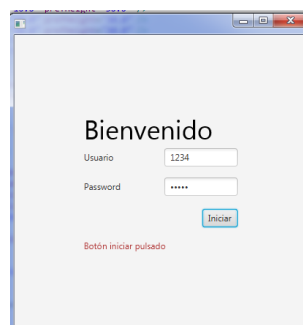 Bienvenido
Usuario 1234
Password •••••
Iniciar
Botón iniciar pulsado